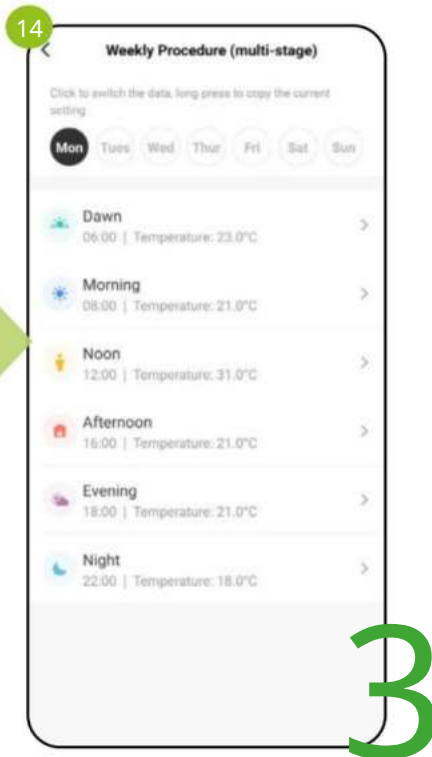 14
Weekly Procedure (multi-stage)
Click to switch the data, long press to copy the current
setting
Mon Tues Wed Thur Fri Sat Sun
Dawn
06:00 | Temperature: 23.0°C
Morning
08:00 | Temperature: 21.0°C
Noon
12:00 | Temperature: 31.0°C
Afternoon
16:00 | Temperature: 21.0°C
Evening
18:00 | Temperature: 21.0°C
Night
22:00 | Temperature: 18.0°C
3